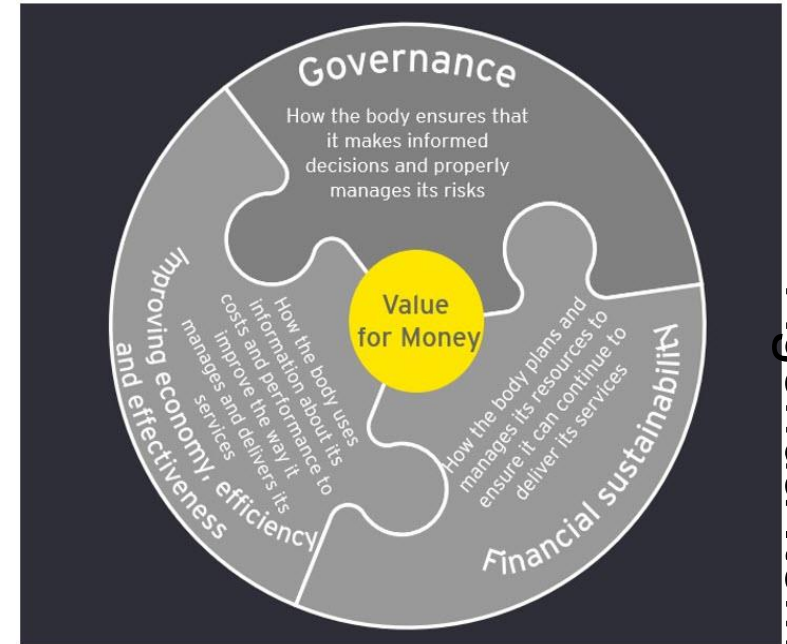 Governance
How the body ensures that
it makes informed
decisions and properly
manages its risks
Value
for Money
Improving economy, efficiency
and effectiveness
How the body uses
information about its
costs and performance to
improve the way it
manages and delivers its
services
How the body plans and
manages its resources to
ensure it can continue to
deliver its services
Financial sustainability